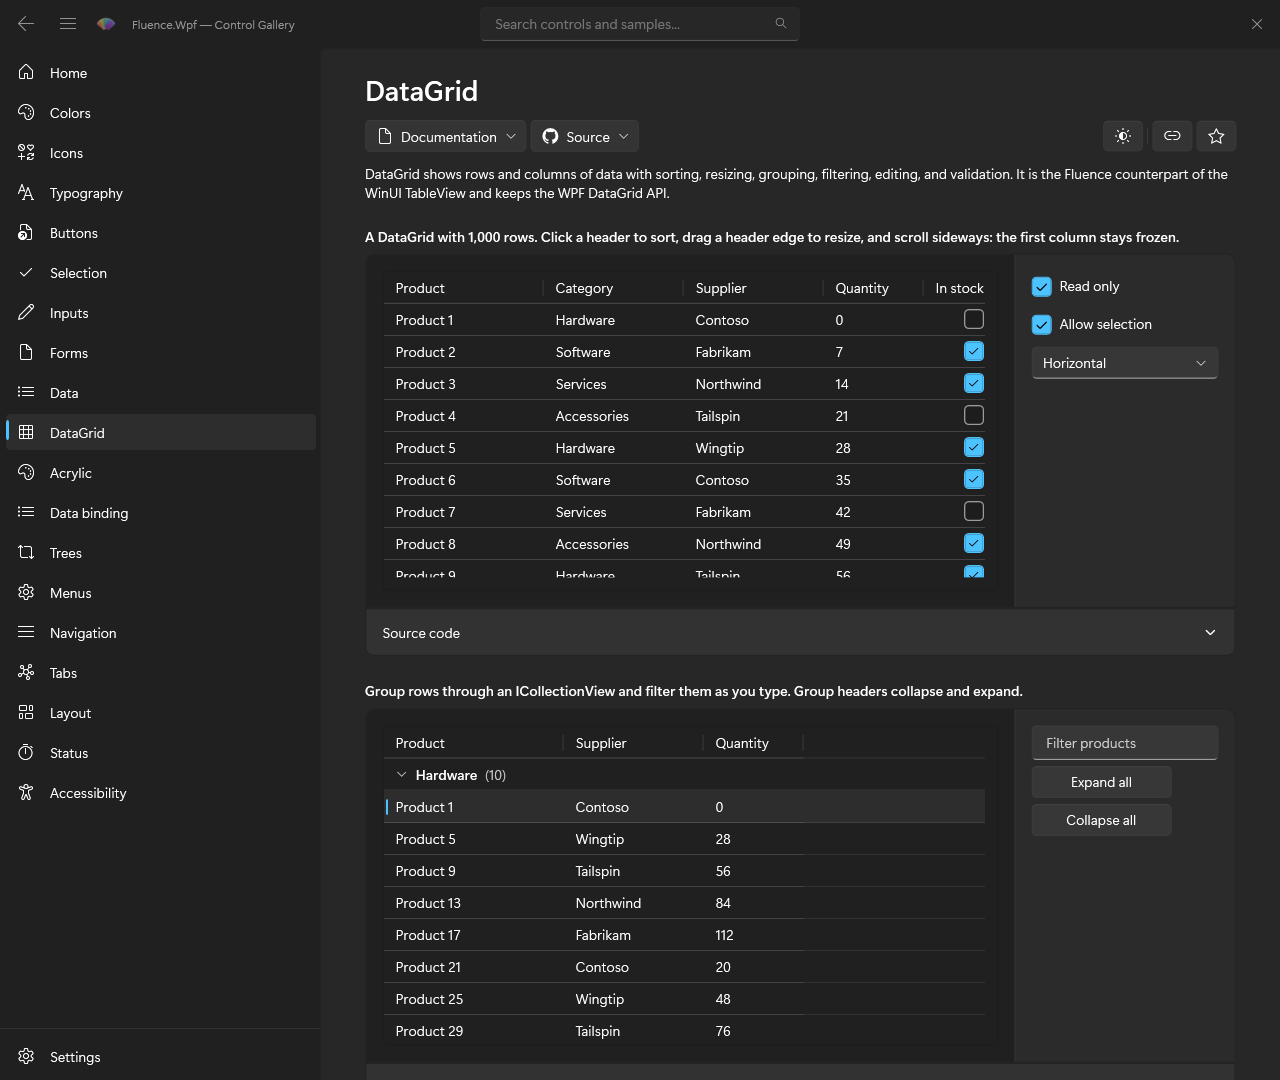 Fluence.Wpf — Control Gallery
Search controls and samples...
Home
Colors
Icons
Typography
Buttons
Selection
Inputs
Forms
Data
DataGrid
Acrylic
Data binding
Trees
Menus
Navigation
Tabs
Layout
Status
Accessibility
Settings
DataGrid
Documentation
Source
DataGrid shows rows and columns of data with sorting, resizing, grouping, filtering, editing, and validation. It is the Fluence counterpart of the
WinUI TableView and keeps the WPF DataGrid API.
A DataGrid with 1,000 rows. Click a header to sort, drag a header edge to resize, and scroll sideways: the first column stays frozen.
Product Category Supplier Quantity In stock
Product 1 Hardware Contoso 0
Product 2 Software Fabrikam 7
Product 3 Services Northwind 14
Product 4 Accessories Tailspin 21
Product 5 Hardware Wingtip 28
Product 6 Software Contoso 35
Product 7 Services Fabrikam 42
Product 8 Accessories Northwind 49
Product 9 Hardware Tailspin 56
Read only
Allow selection
Horizontal
Source code
Group rows through an ICollectionView and filter them as you type. Group headers collapse and expand.
Product Supplier Quantity
Hardware (10)
Product 1 Contoso 0
Product 5 Wingtip 28
Product 9 Tailspin 56
Product 13 Northwind 84
Product 17 Fabrikam 112
Product 21 Contoso 20
Product 25 Wingtip 48
Product 29 Tailspin 76
Filter products
Expand all
Collapse all